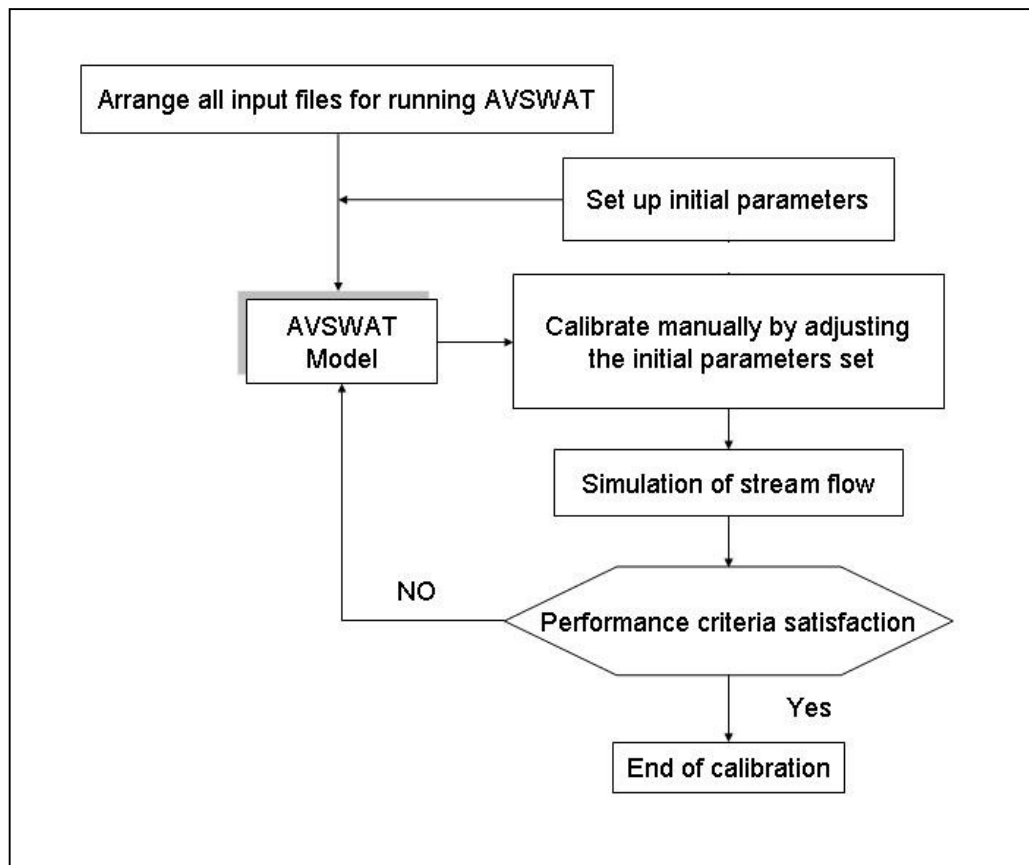 Arrange all input files for running AVSWAT
Set up initial parameters
AVSWAT
Model
Calibrate manually by adjusting
the initial parameters set
Simulation of stream flow
NO
Performance criteria satisfaction
Yes
End of calibration